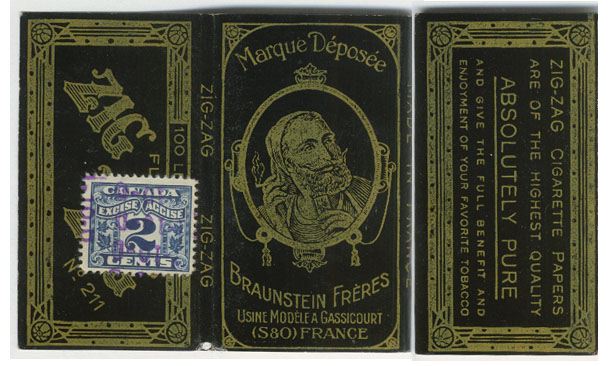 ZIG
100 L
No. 211
CANADA
EXCISE ACCISE
2
CENTS
ZIG-ZAG
ZIG-ZAG
Marque Déposée
BRAUNSTEIN FRÈRES
USINE MODÈLE A GASSICOURT
(S&O) FRANCE
MADE IN FRANCE
ZIG-ZAG CIGARETTE PAPERS
ARE OF THE HIGHEST QUALITY
ABSOLUTELY PURE
AND GIVE THE FULL BENEFIT AND
ENJOYMENT OF YOUR FAVORITE TOBACCO